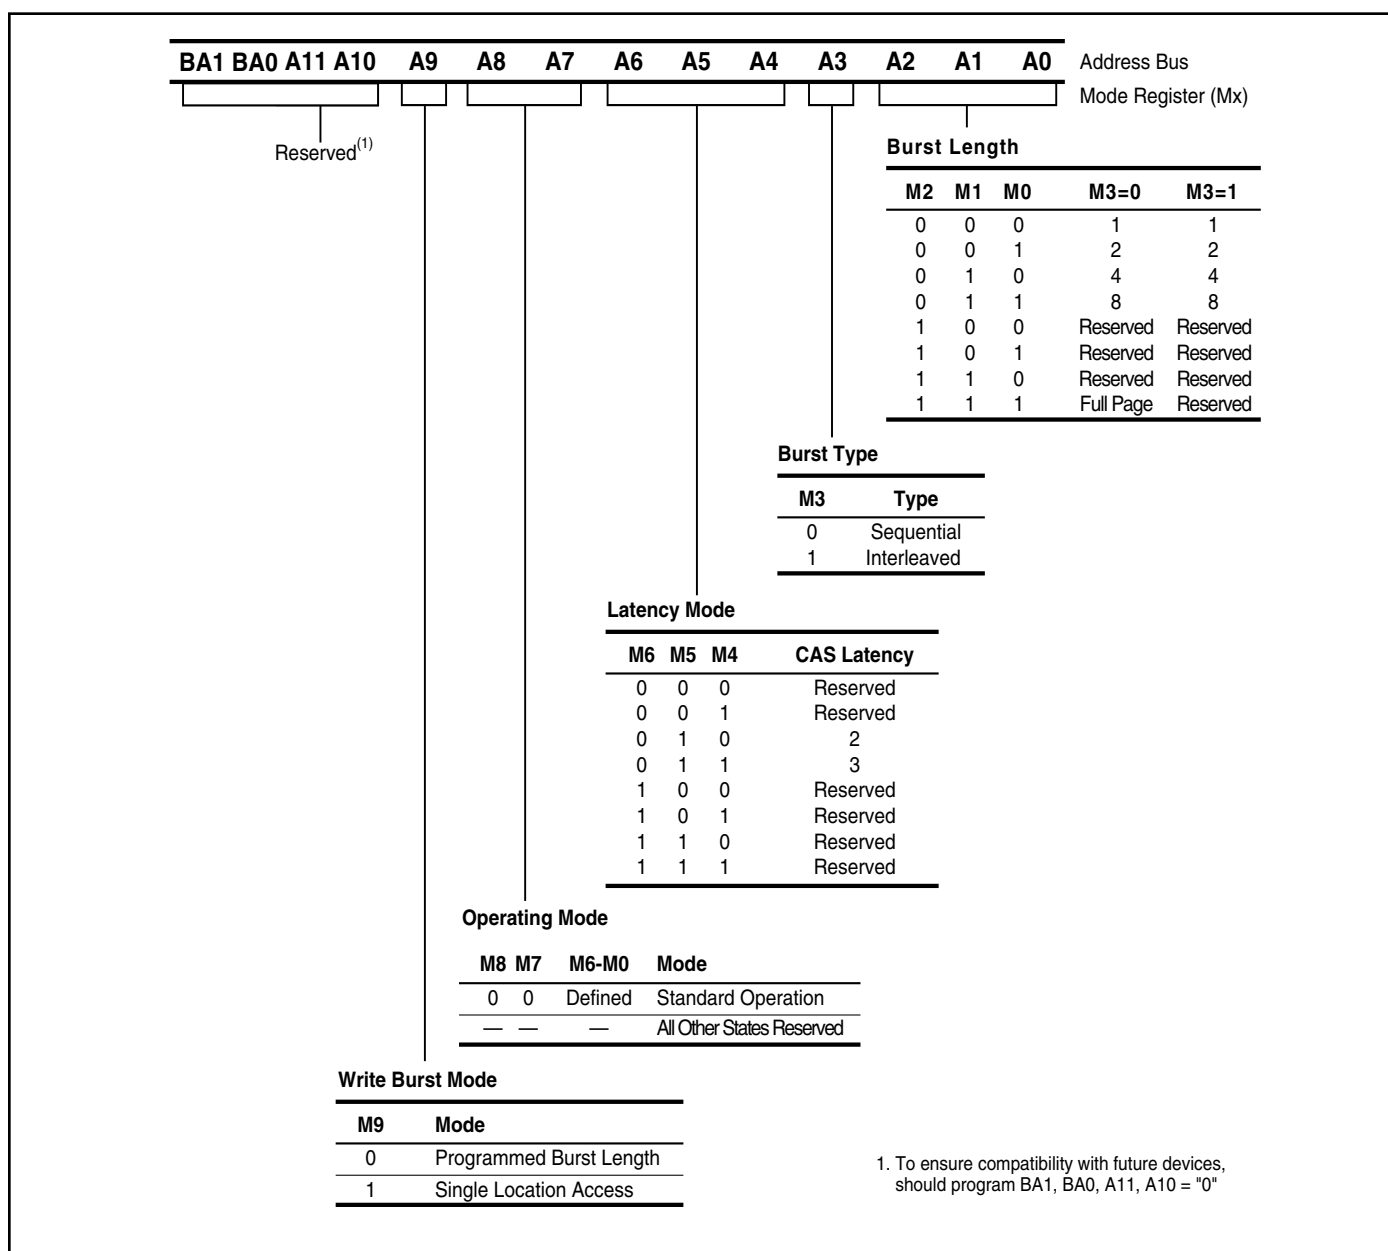 BA1 BA0 A11 A10 A9 A8 A7 A6 A5 A4 A3 A2 A1 A0 Address Bus
Mode Register (Mx)
Reserved(1)
Burst Length
M2 M1 M0 M3=0 M3=1
0 0 0 1 1
0 0 1 2 2
0 1 0 4 4
0 1 1 8 8
1 0 0 Reserved Reserved
1 0 1 Reserved Reserved
1 1 0 Reserved Reserved
1 1 1 Full Page Reserved
Burst Type
M3 Type
0 Sequential
1 Interleaved
Latency Mode
M6 M5 M4 CAS Latency
0 0 0 Reserved
0 0 1 Reserved
0 1 0 2
0 1 1 3
1 0 0 Reserved
1 0 1 Reserved
1 1 0 Reserved
1 1 1 Reserved
Operating Mode
M8 M7 M6-M0 Mode
0 0 Defined Standard Operation
— — — All Other States Reserved
Write Burst Mode
M9 Mode
0 Programmed Burst Length
1 Single Location Access
1. To ensure compatibility with future devices,
should program BA1, BA0, A11, A10 = "0"